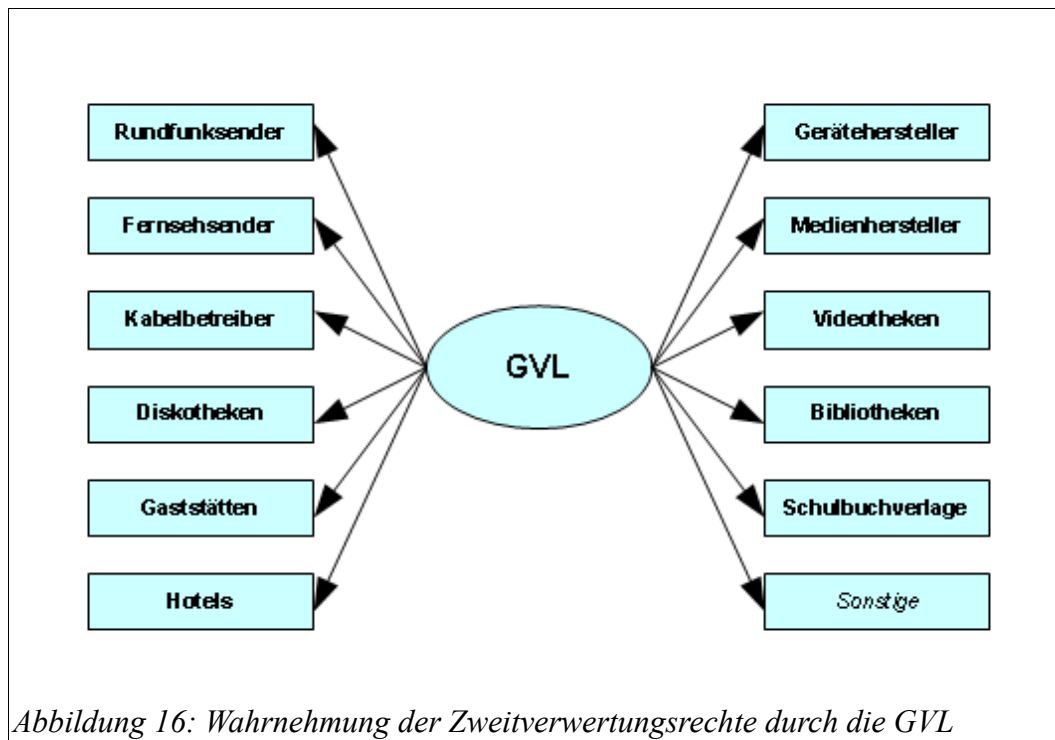 Rundfunksender
Fernsehsender
Kabelbetreiber
Diskotheken
Gaststätten
Hotels
GVL
Gerätehersteller
Medienhersteller
Videotheken
Bibliotheken
Schulbuchverlage
Sonstige
Abbildung 16: Wahrnehmung der Zweitverwertungsrechte durch die GVL